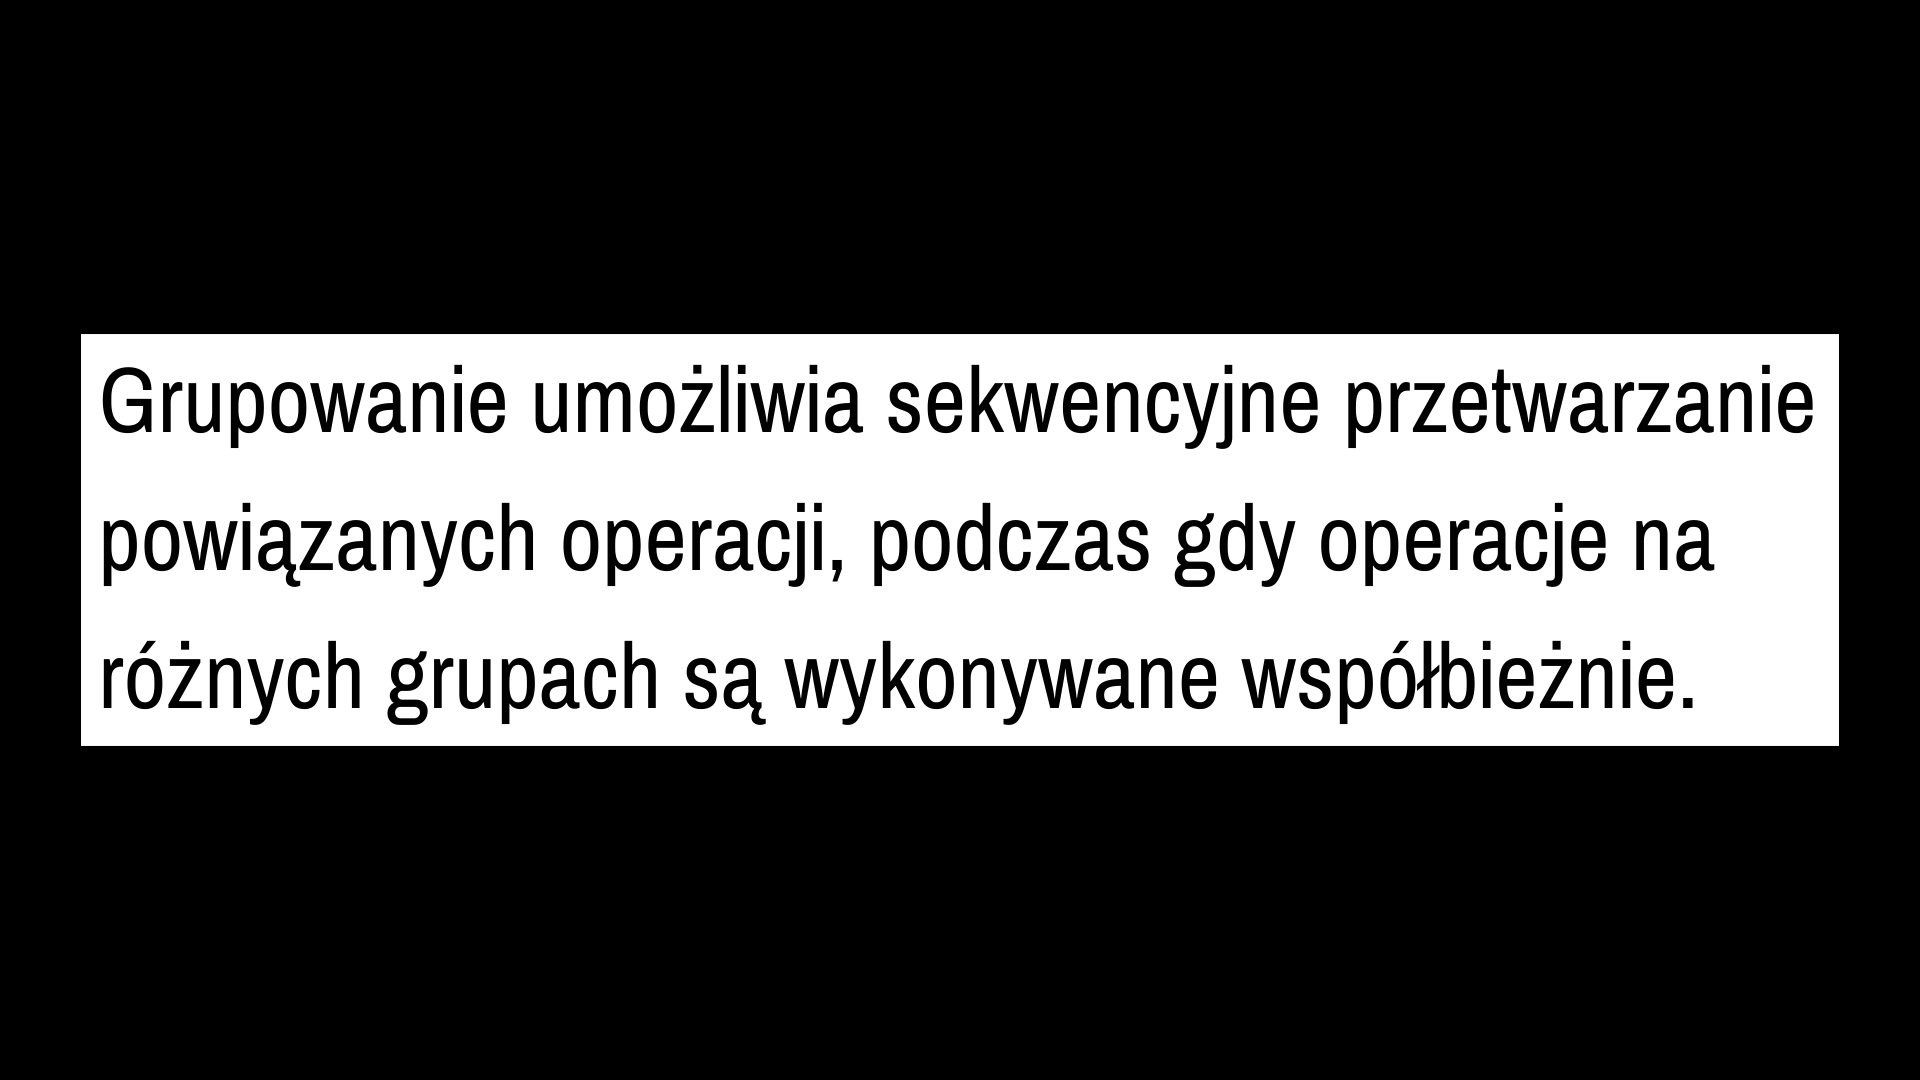 Grupowanie umożliwia sekwencyjne przetwarzanie
powiązanych operacji, podczas gdy operacje na
różnych grupach są wykonywane współbieżnie.